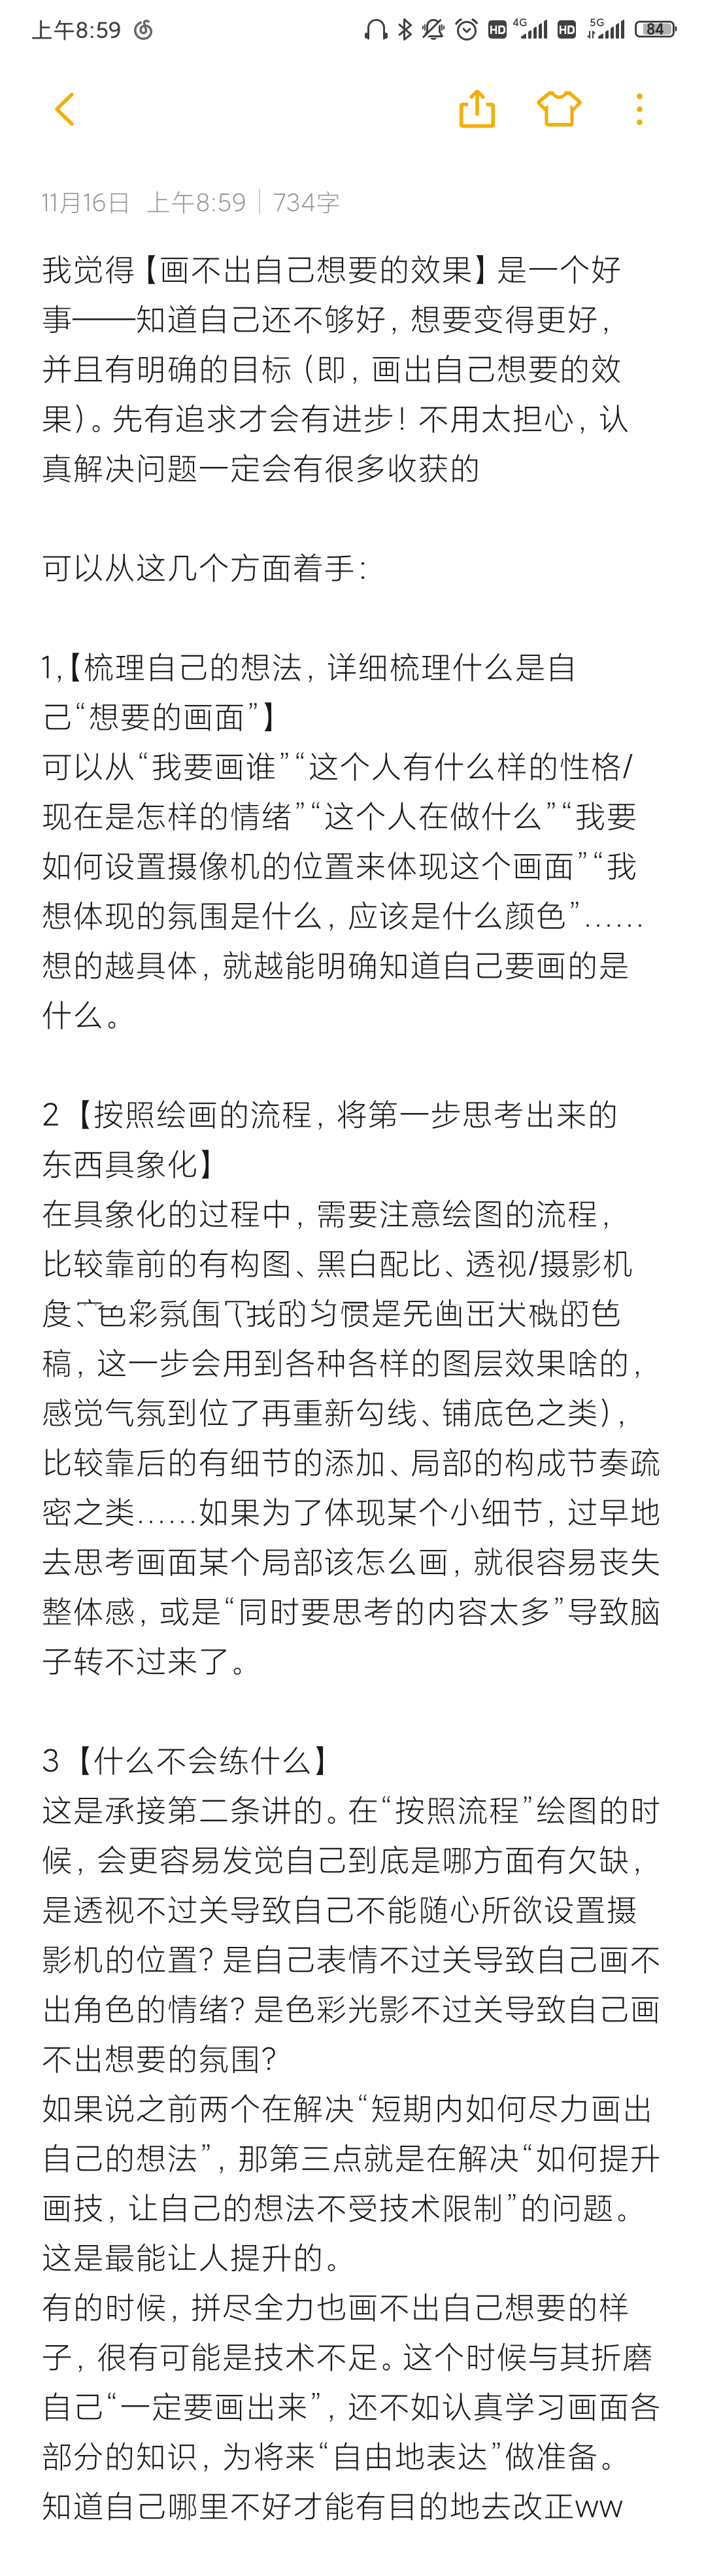 上午8:59
HD 4G HD 5G 84
11月16日 上午8:59 | 734字
我觉得【画不出自己想要的效果】是一个好
事——知道自己还不够好，想要变得更好，
并且有明确的目标（即，画出自己想要的效
果）。先有追求才会有进步！不用太担心，认
真解决问题一定会有很多收获的
可以从这几个方面着手：
1,【梳理自己的想法，详细梳理什么是自
己“想要的画面”】
可以从“我要画谁”“这个人有什么样的性格/
现在是怎样的情绪”“这个人在做什么”“我要
如何设置摄像机的位置来体现这个画面”“我
想体现的氛围是什么，应该是什么颜色”……
想的越具体，就越能明确知道自己要画的是
什么。
2【按照绘画的流程，将第一步思考出来的
东西具象化】
在具象化的过程中，需要注意绘图的流程，
比较靠前的有构图、黑白配比、透视/摄影机
度、色彩氛围（我的习惯是先画出大概的色
稿，这一步会用到各种各样的图层效果啥的，
感觉气氛到位了再重新勾线、铺底色之类），
比较靠后的有细节的添加、局部的构成节奏疏
密之类……如果为了体现某个小细节，过早地
去思考画面某个局部该怎么画，就很容易丧失
整体感，或是“同时要思考的内容太多”导致脑
子转不过来了。
3【什么不会练什么】
这是承接第二条讲的。在“按照流程”绘图的时
候，会更容易发觉自己到底是哪方面有欠缺，
是透视不过关导致自己不能随心所欲设置摄
影机的位置？是自己表情不过关导致自己画不
出角色的情绪？是色彩光影不过关导致自己画
不出想要的氛围？
如果说之前两个在解决“短期内如何尽力画出
自己的想法”，那第三点就是在解决“如何提升
画技，让自己的想法不受技术限制”的问题。
这是最能让人提升的。
有的时候，拼尽全力也画不出自己想要的样
子，很有可能是技术不足。这个时候与其折磨
自己“一定要画出来”，还不如认真学习画面各
部分的知识，为将来“自由地表达”做准备。
知道自己哪里不好才能有目的地去改正ww